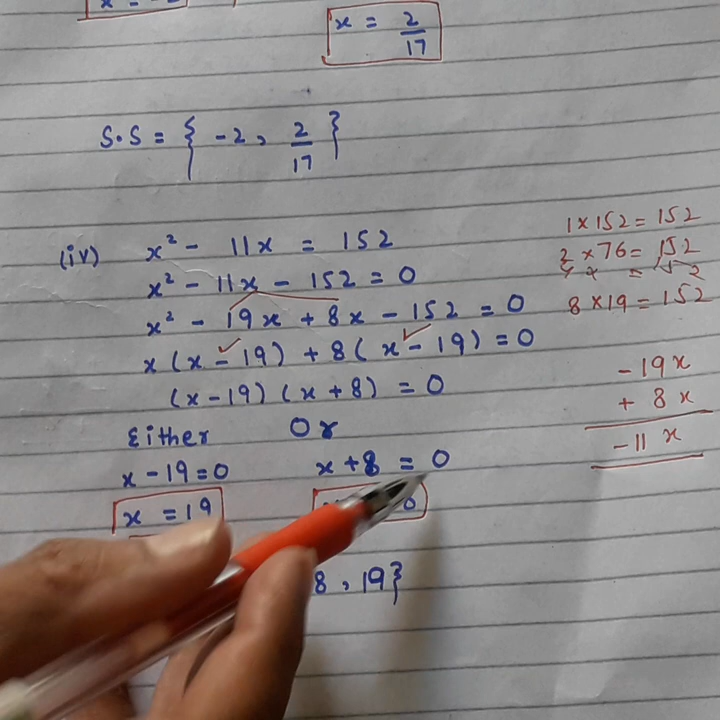 x = 2/17
S.S = { -2, 2/17 }
(iv) x² - 11x = 152
x² - 11x - 152 = 0
x² - 19x + 8x - 152 = 0
x(x - 19) + 8(x - 19) = 0
(x-19) (x+8) = 0
Either Or
x - 19 = 0 x + 8 = 0
x = 19
8, 19}
1 x 152 = 152
2 x 76 = 152
8 x 19 = 152
- 19x
+ 8x
- 11 x